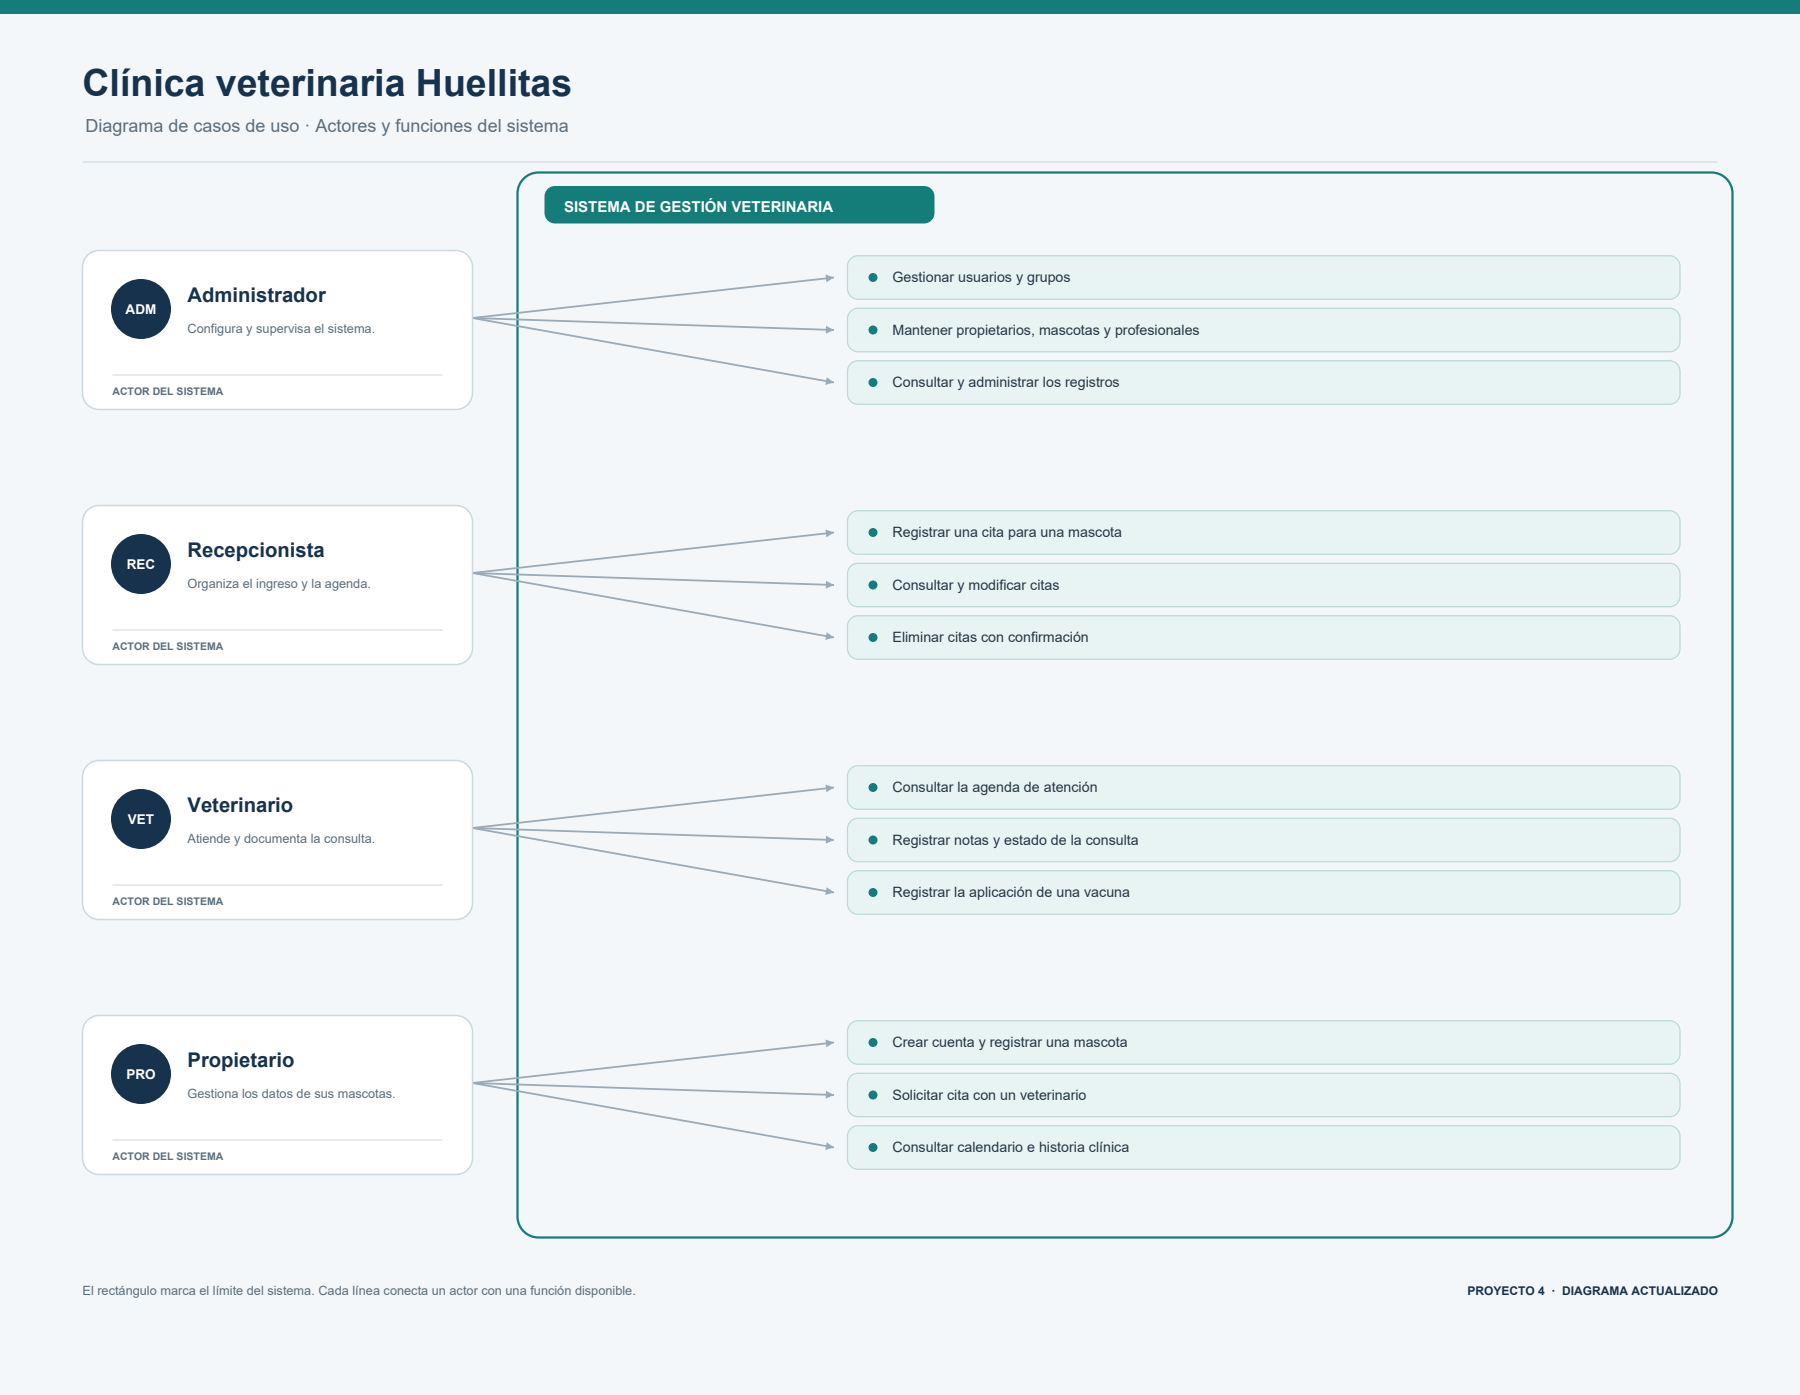 Clínica veterinaria Huellitas
Diagrama de casos de uso · Actores y funciones del sistema
SISTEMA DE GESTIÓN VETERINARIA
ADM
Administrador
Configura y supervisa el sistema.
ACTOR DEL SISTEMA
Gestionar usuarios y grupos
Mantener propietarios, mascotas y profesionales
Consultar y administrar los registros
REC
Recepcionista
Organiza el ingreso y la agenda.
ACTOR DEL SISTEMA
Registrar una cita para una mascota
Consultar y modificar citas
Eliminar citas con confirmación
VET
Veterinario
Atiende y documenta la consulta.
ACTOR DEL SISTEMA
Consultar la agenda de atención
Registrar notas y estado de la consulta
Registrar la aplicación de una vacuna
PRO
Propietario
Gestiona los datos de sus mascotas.
ACTOR DEL SISTEMA
Crear cuenta y registrar una mascota
Solicitar cita con un veterinario
Consultar calendario e historia clínica
El rectángulo marca el límite del sistema. Cada línea conecta un actor con una función disponible.
PROYECTO 4 · DIAGRAMA ACTUALIZADO